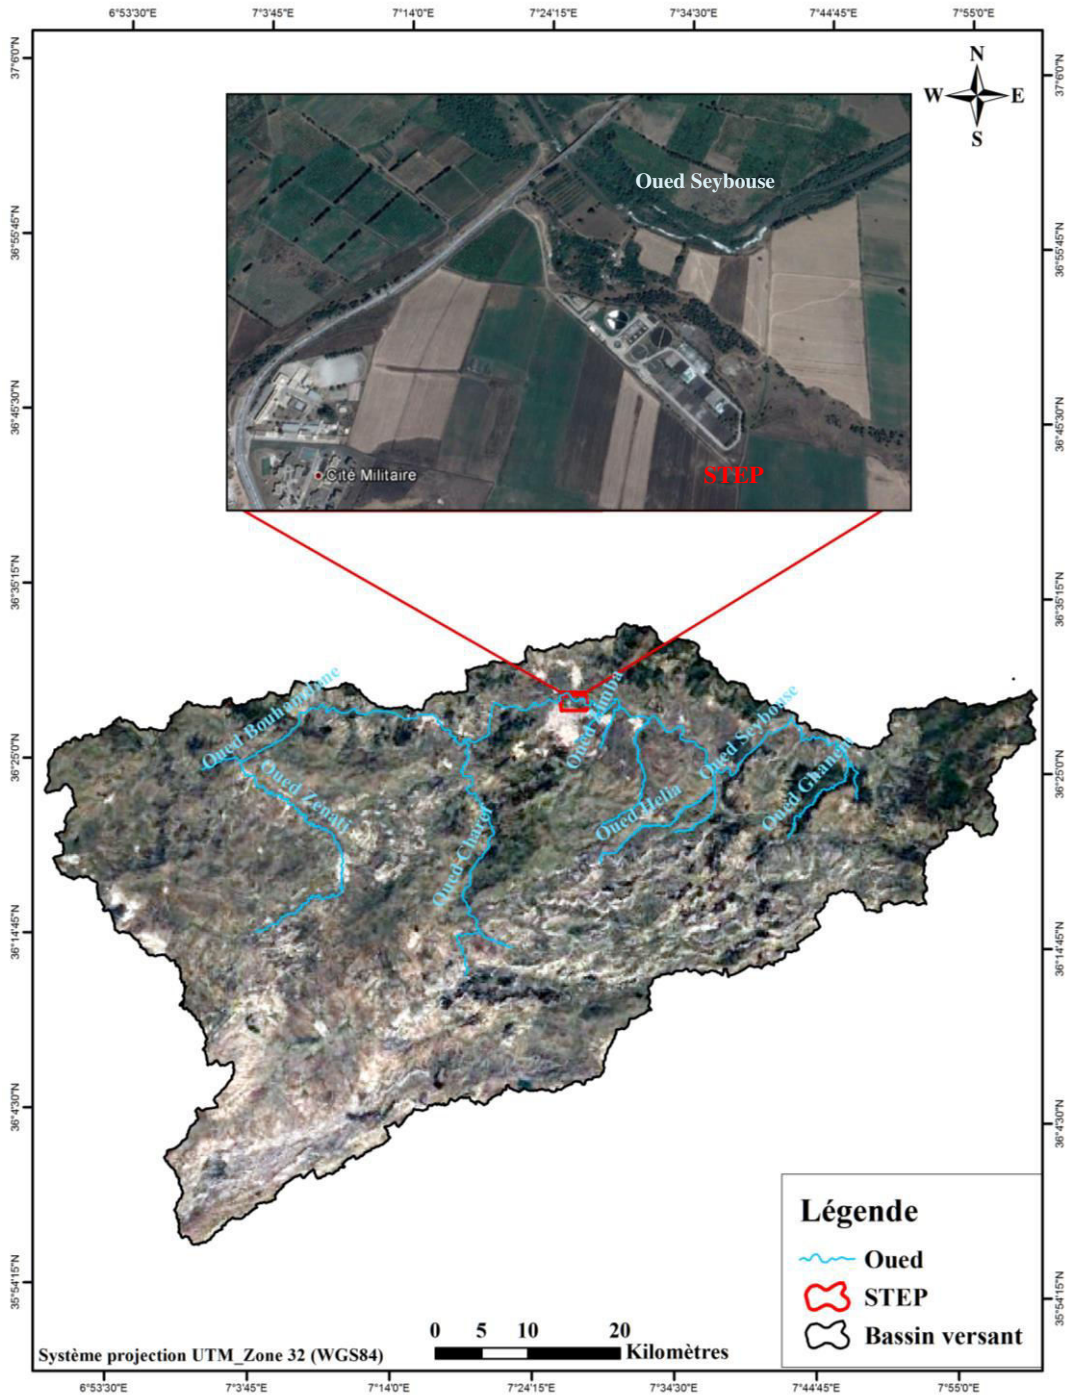 6°53'30"E 7°3'45"E 7°14'0"E 7°24'15"E 7°34'30"E 7°44'45"E 7°55'0"E
N
W E
S
37°6'0"N 37°6'0"N
Oued Seybouse
36°55'45"N 36°55'45"N
36°45'30"N 36°45'30"N
STEP
Cité Militaire
36°35'15"N 36°35'15"N
Oued Bouhamdane
Oued Zimba
Oued Seybouse
36°25'0"N 36°25'0"N
Oued Zenati
Oued Helia
Oued Charef
36°14'45"N 36°14'45"N
36°4'30"N 36°4'30"N
Légende
Oued
STEP
Bassin versant
35°54'15"N 35°54'15"N
0 5 10 20
Kilomètres
Système projection UTM_Zone 32 (WGS84)
6°53'30"E 7°3'45"E 7°14'0"E 7°24'15"E 7°34'30"E 7°44'45"E 7°55'0"E